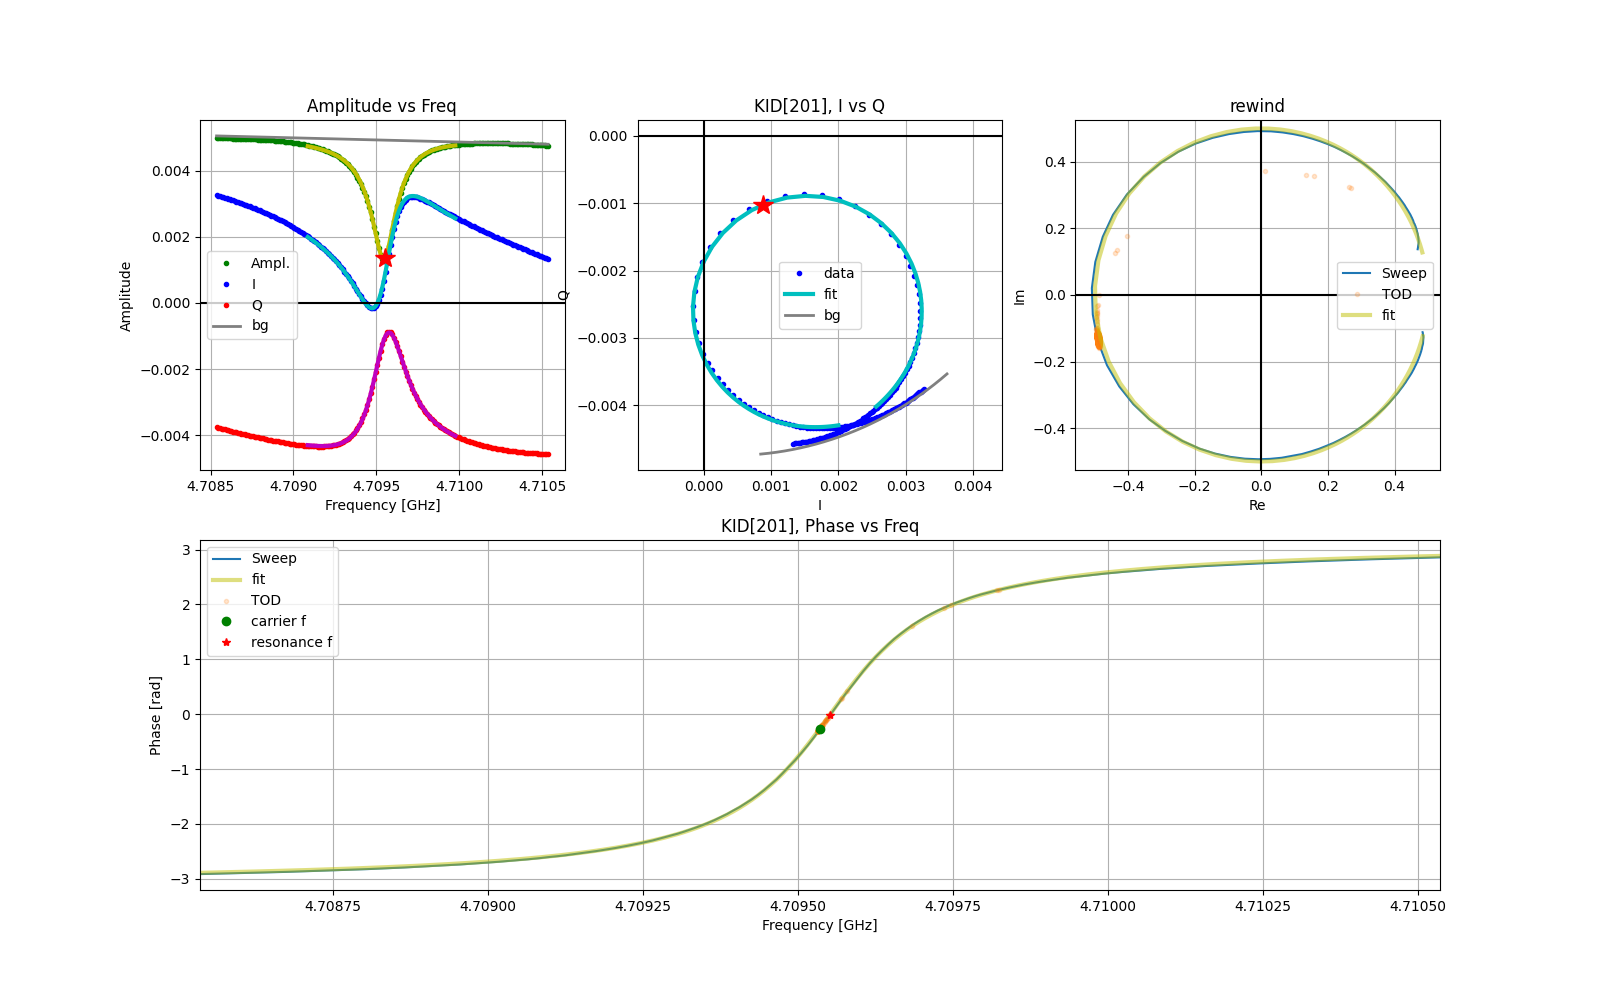 Amplitude vs Freq
Amplitude
0.004
0.002
0.000
−0.002
−0.004
Ampl.
I
Q
bg
4.7085
4.7090
4.7095
4.7100
4.7105
Frequency [GHz]
KID[201], I vs Q
Q
0.000
−0.001
−0.002
−0.003
−0.004
data
fit
bg
0.000
0.001
0.002
0.003
0.004
I
rewind
Im
0.4
0.2
0.0
−0.2
−0.4
Sweep
TOD
fit
−0.4
−0.2
0.0
0.2
0.4
Re
KID[201], Phase vs Freq
Phase [rad]
3
2
1
0
−1
−2
−3
Sweep
fit
TOD
carrier f
resonance f
4.70875
4.70900
4.70925
4.70950
4.70975
4.71000
4.71025
4.71050
Frequency [GHz]